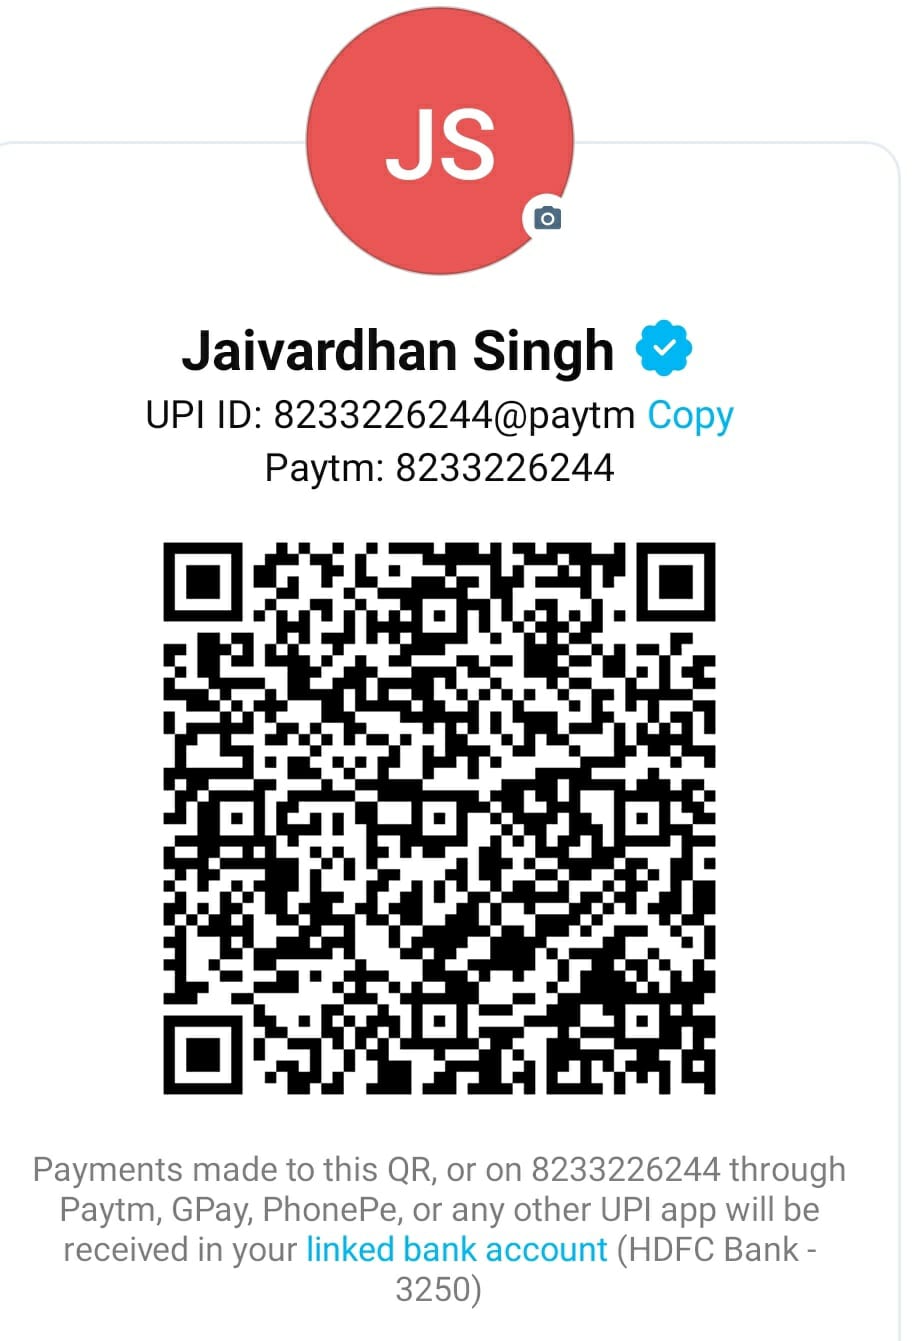 JS
Jaivardhan Singh
UPI ID: 8233226244@paytm Copy
Paytm: 8233226244
Payments made to this QR, or on 8233226244 through
Paytm, GPay, PhonePe, or any other UPI app will be
received in your linked bank account (HDFC Bank -
3250)